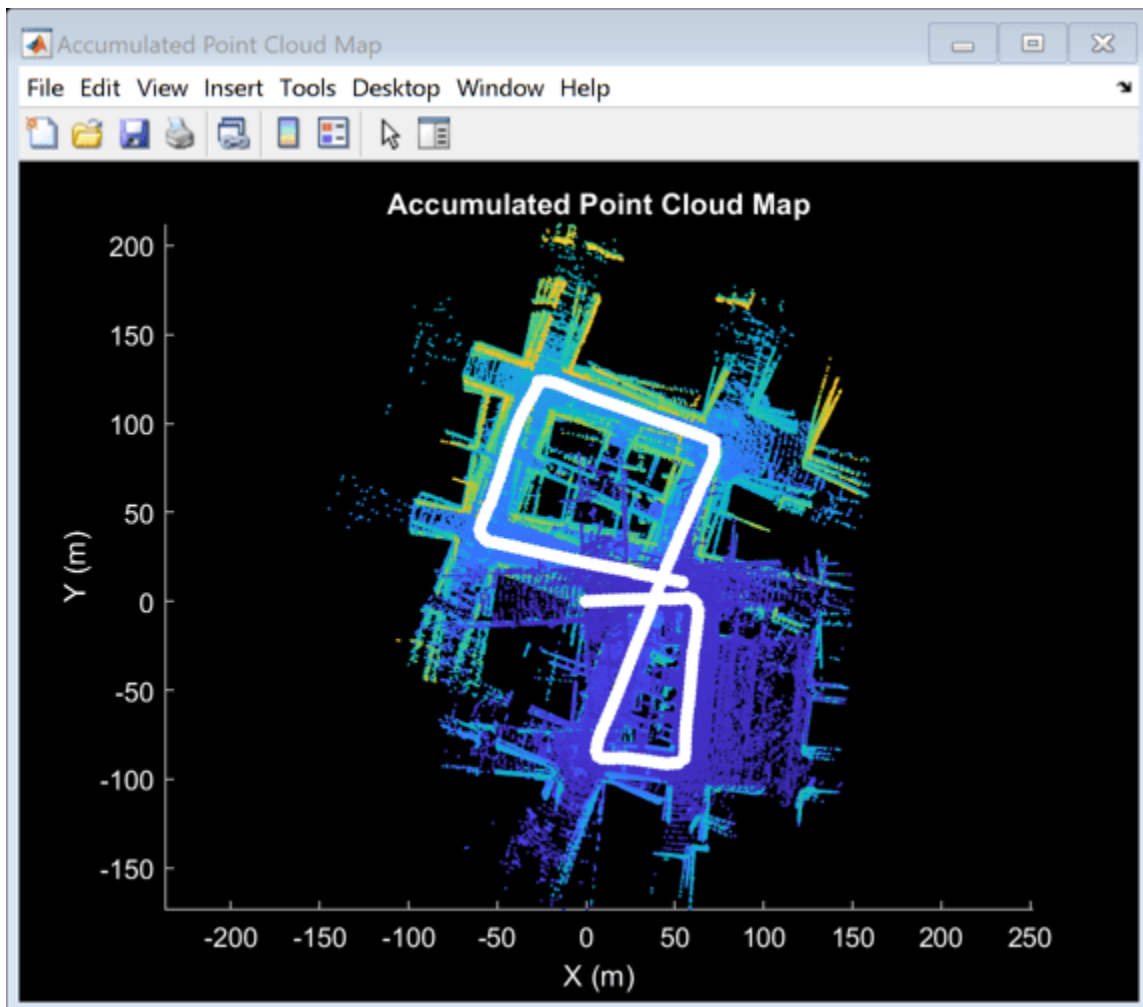 Accumulated Point Cloud Map
File Edit View Insert Tools Desktop Window Help
Accumulated Point Cloud Map
200
150
100
50
0
-50
-100
-150
Y (m)
-200 -150 -100 -50 0 50 100 150 200 250
X (m)